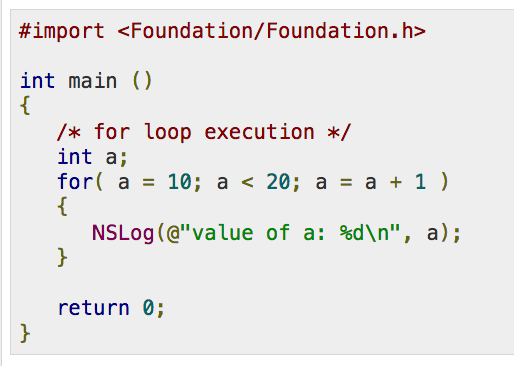 #import <Foundation/Foundation.h>
int main ()
{
/* for loop execution */
int a;
for( a = 10; a < 20; a = a + 1 )
{
NSLog(@"value of a: %d\n", a);
}
return 0;
}